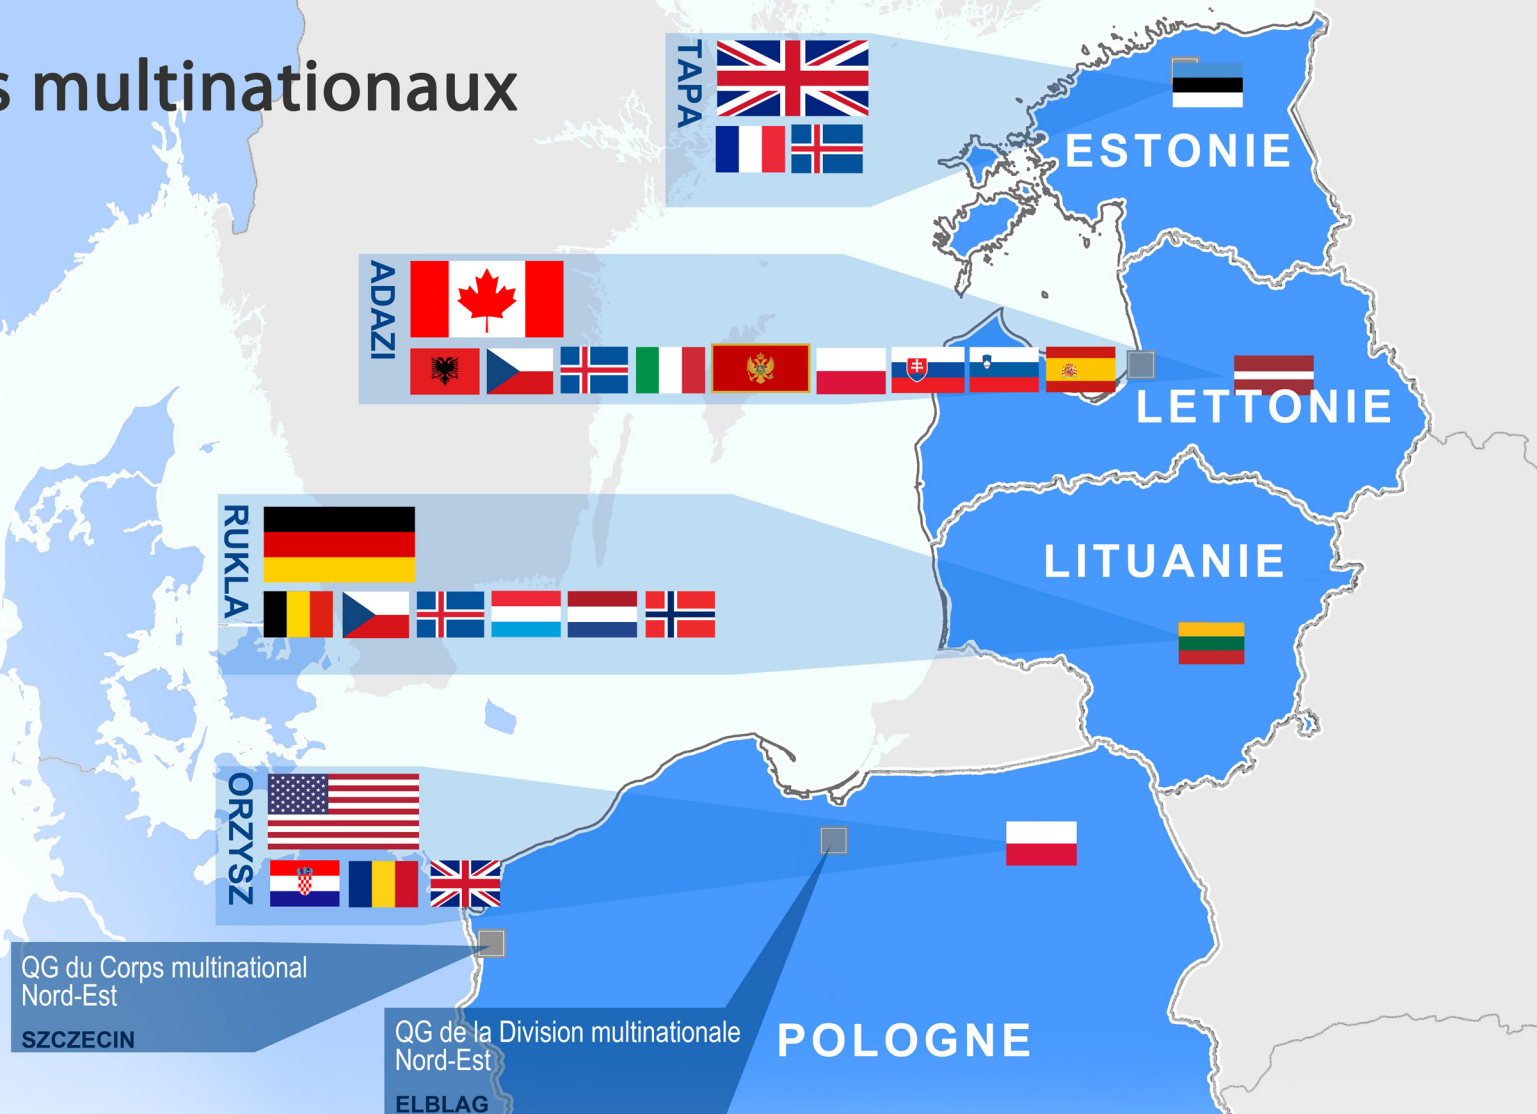 s multinationaux
TAPA
ESTONIE
ADAZI
LETTONIE
RUKLA
LITUANIE
ORZYSZ
QG du Corps multinational
Nord-Est
SZCZECIN
QG de la Division multinationale
Nord-Est
ELBLAG
POLOGNE